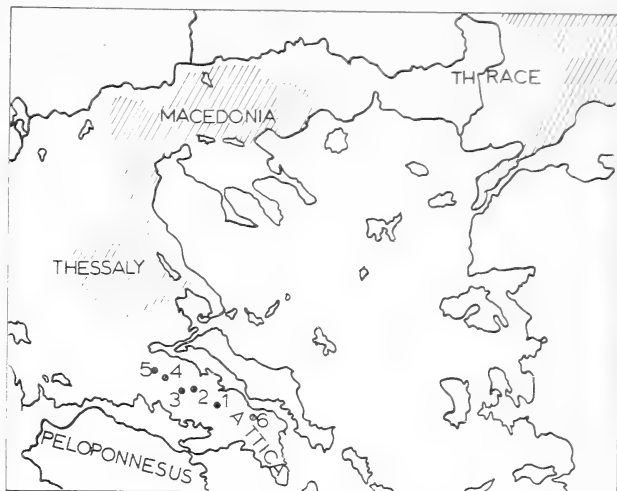 THRACE
MACEDONIA
THESSALY
5 4
3 2 1
6
ATTICA
PELOPONNESUS